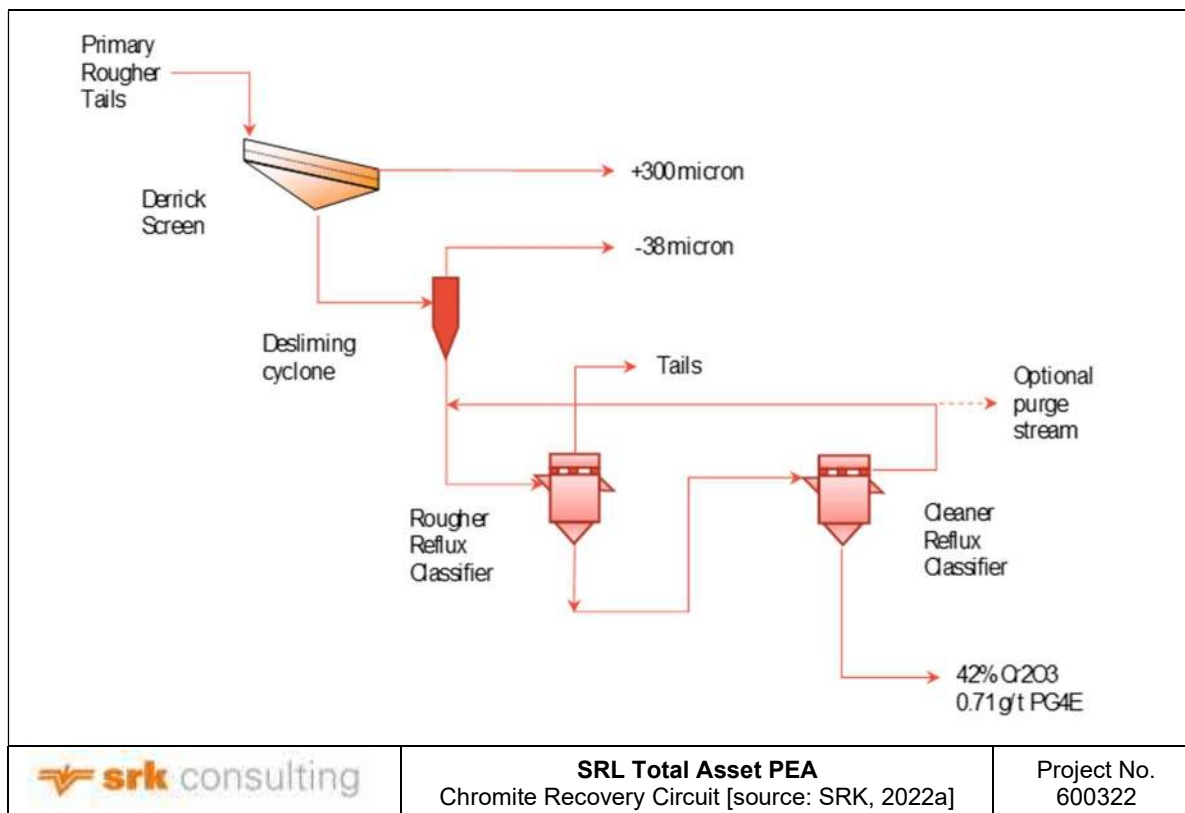 Primary
Rougher
Tails
+300 micron
Derrick
Screen
-38 micron
Desliming
cyclone
Tails
Optional
purge
stream
Rougher
Reflux
Classifier
Cleaner
Reflux
Classifier
42% Cr2O3
0.71 g/t PG4E
srk consulting
SRL Total Asset PEA
Chromite Recovery Circuit [source: SRK, 2022a]
Project No.
600322